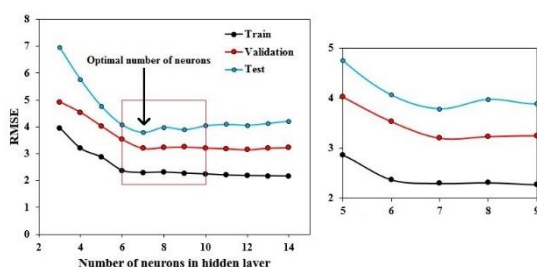 8
7
6
5
4
3
2
1
0
RMSE
Optimal number of neurons
Train
Validation
Test
2 4 6 8 10 12 14
Number of neurons in hidden layer
5
4
3
2
5 6 7 8 9